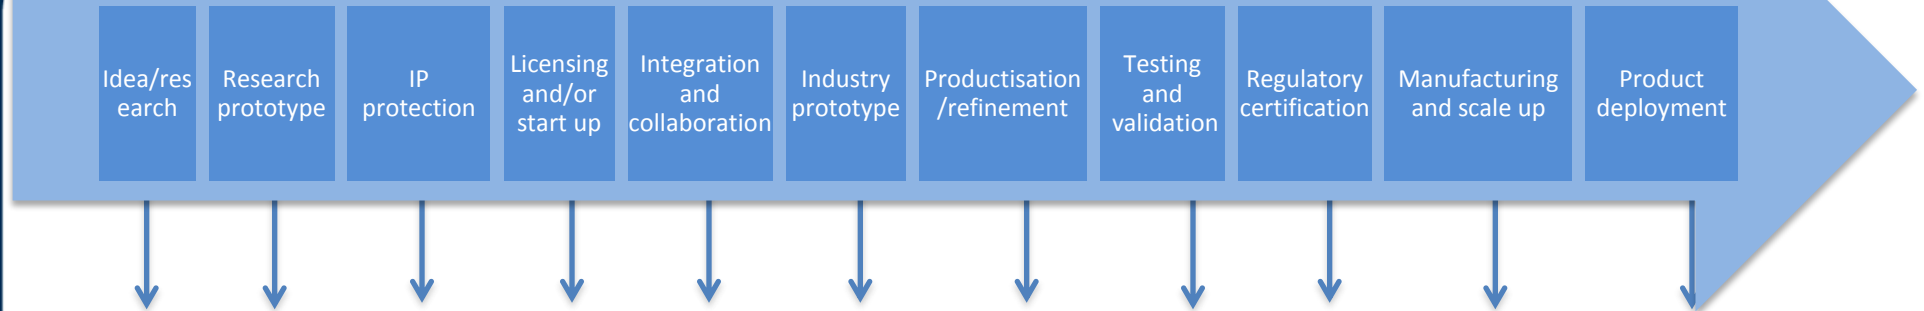 Idea/res
earch
Research
prototype
IP
protection
Licensing
and/or
start up
Integration
and
collaboration
Industry
prototype
Productisation
/refinement
Testing
and
validation
Regulatory
certification
Manufacturing
and scale up
Product
deployment